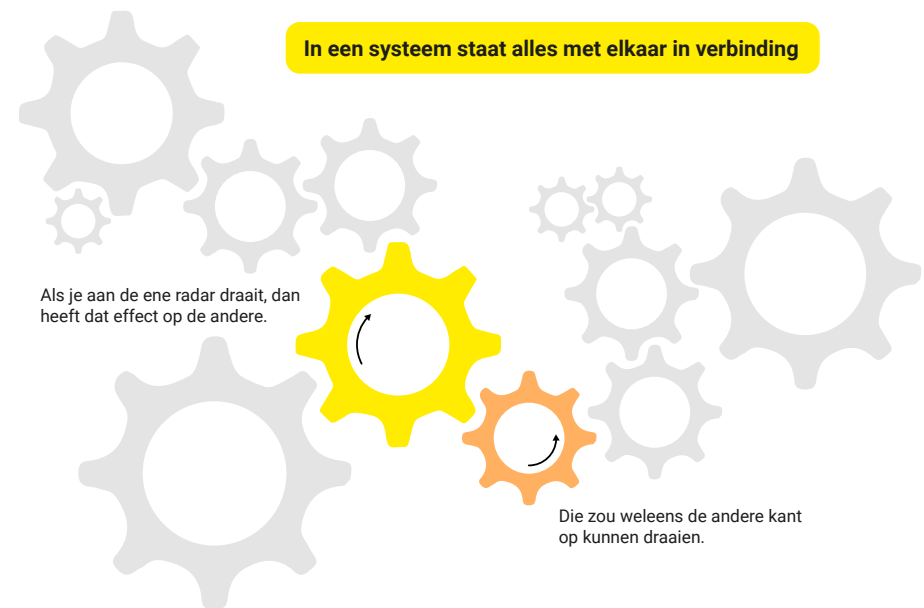 In een systeem staat alles met elkaar in verbinding
Als je aan de ene radar draait, dan
heeft dat effect op de andere.
Die zou weleens de andere kant
op kunnen draaien.